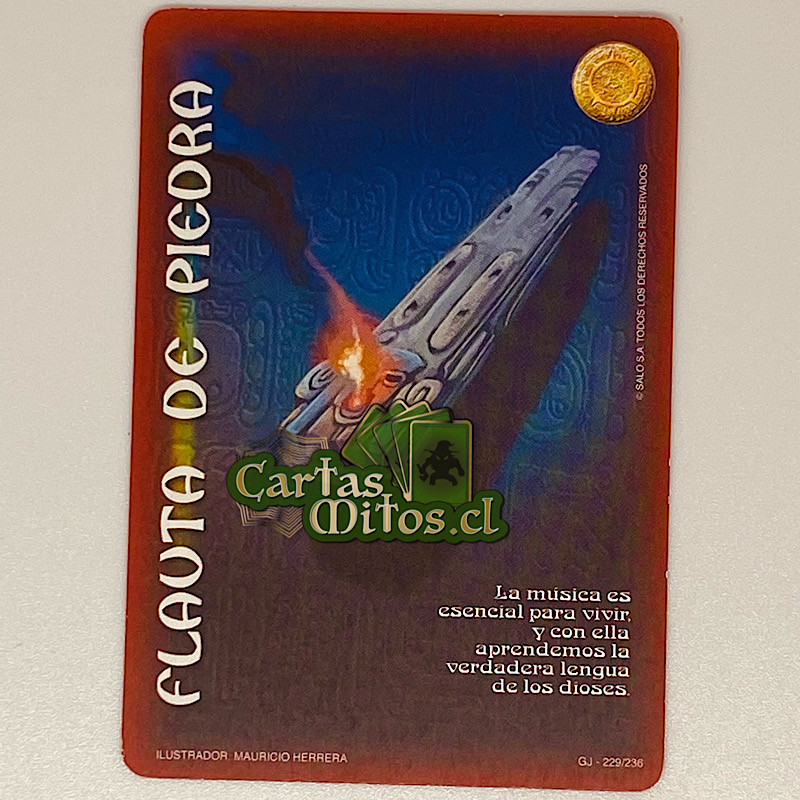 FLAUTA DE PIEDRA
© SALO S.A. TODOS LOS DERECHOS RESERVADOS
Cartas
Mitos.cl
La música es
esencial para vivir,
y con ella
aprendemos la
verdadera lengua
de los dioses.
ILUSTRADOR: MAURICIO HERRERA
GJ - 229/236